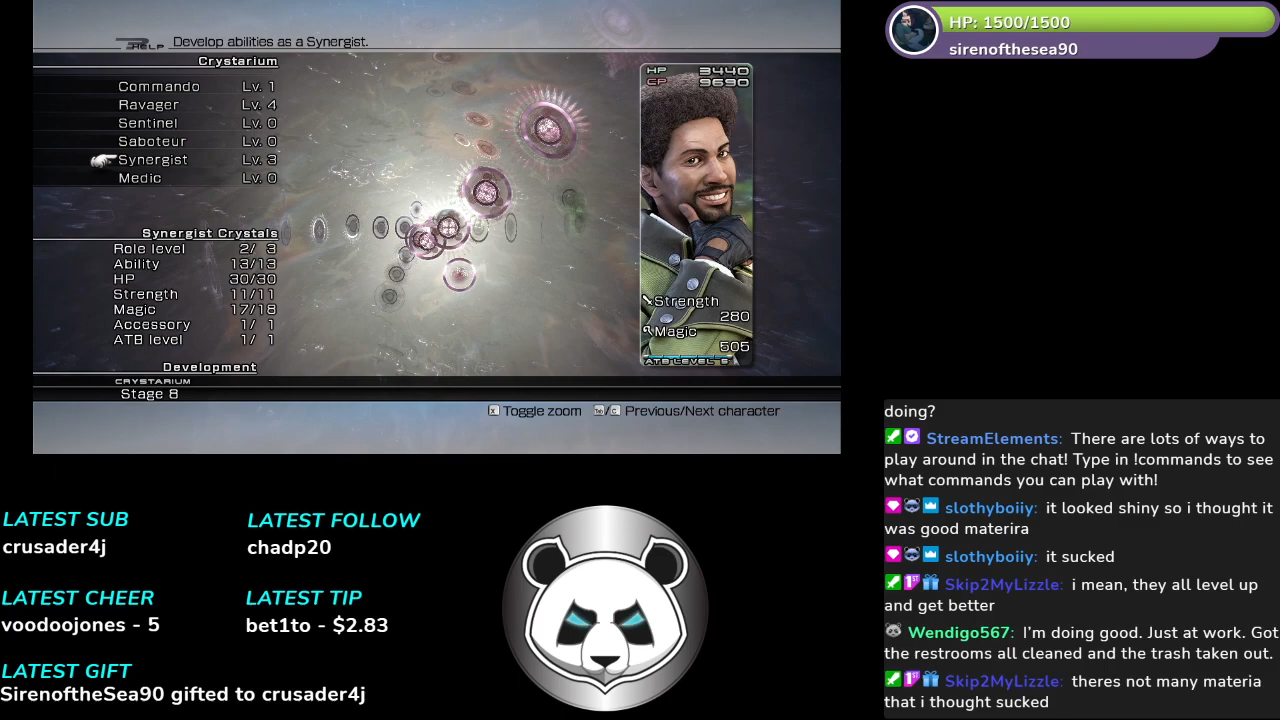 HELP Develop abilities as a Synergist.
Crystarium
Commando Lv. 1
Ravager Lv. 4
Sentinel Lv. 0
Saboteur Lv. 0
Synergist Lv. 3
Medic Lv. 0
Synergist Crystals
Role level 2/ 3
Ability 13/13
HP 30/30
Strength 11/11
Magic 17/18
Accessory 1/ 1
ATB level 1/ 1
Development
CRYSTARIUM
Stage 8
HP 3440
CP 9690
Strength
280
Magic
505
ATB LEVEL 5
X Toggle zoom Tab/C Previous/Next character
HP: 1500/1500
sirenofthesea90
LATEST SUB
crusader4j
LATEST FOLLOW
chadp20
LATEST CHEER
voodoojones - 5
LATEST TIP
bet1to - $2.83
LATEST GIFT
SirenoftheSea90 gifted to crusader4j
doing?
StreamElements: There are lots of ways to
play around in the chat! Type in !commands to see
what commands you can play with!
slothyboiiy: it looked shiny so i thought it
was good materira
slothyboiiy: it sucked
1st Skip2MyLizzle: i mean, they all level up
and get better
Wendigo567: I’m doing good. Just at work. Got
the restrooms all cleaned and the trash taken out.
1st Skip2MyLizzle: theres not many materia
that i thought sucked